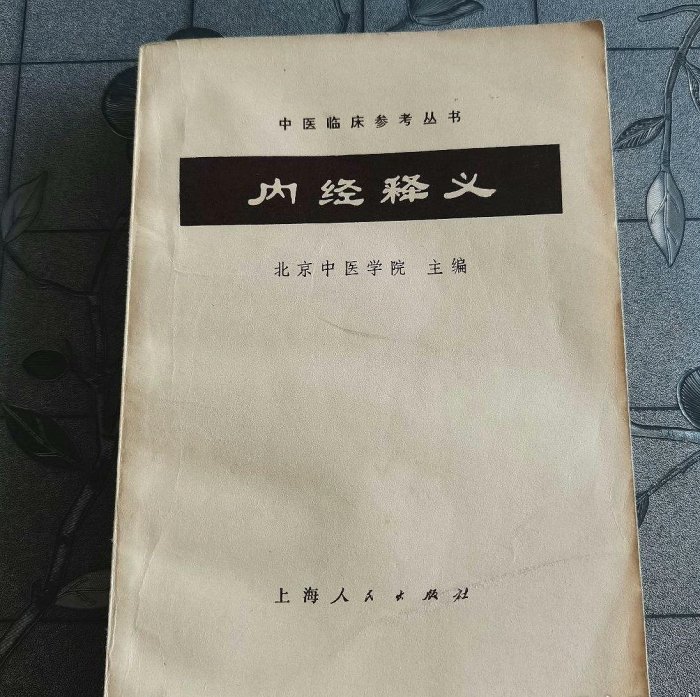 中医临床参考丛书
内经释义
北京中医学院 主编
上海人民出版社